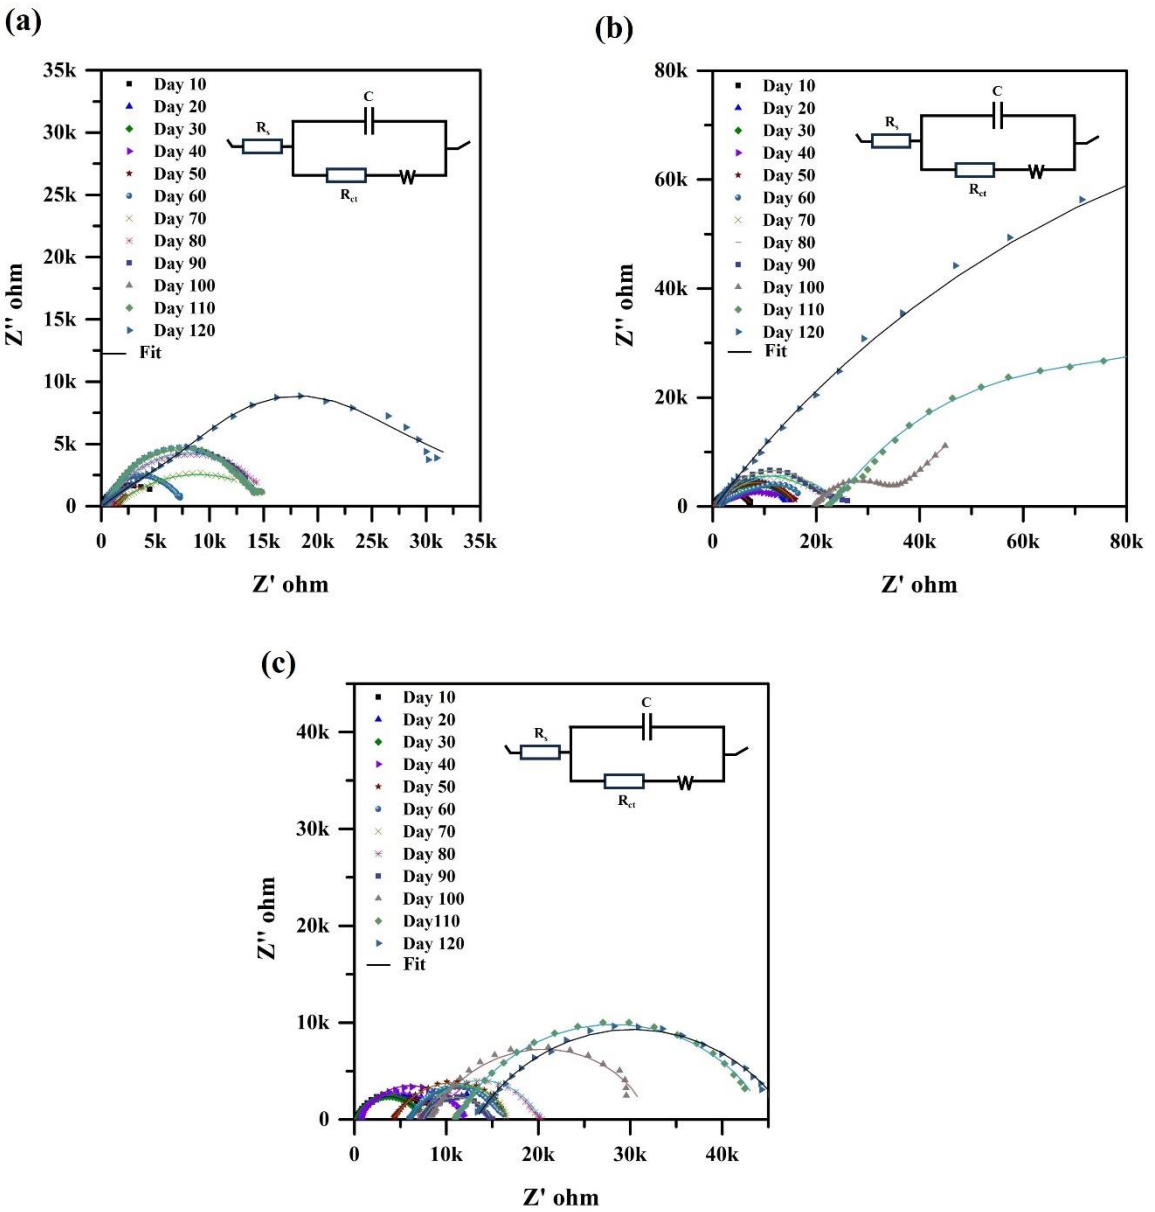 (a)
35k
30k
25k
20k
15k
10k
5k
0
Z'' ohm
Day 10
Day 20
Day 30
Day 40
Day 50
Day 60
Day 70
Day 80
Day 90
Day 100
Day 110
Day 120
Fit
C
Rs
Rct
W
0 5k 10k 15k 20k 25k 30k 35k
Z' ohm
(b)
80k
60k
40k
20k
0
Z'' ohm
Day 10
Day 20
Day 30
Day 40
Day 50
Day 60
Day 70
Day 80
Day 90
Day 100
Day 110
Day 120
Fit
C
Rs
Rct
W
0 20k 40k 60k 80k
Z' ohm
(c)
40k
30k
20k
10k
0
Z'' ohm
Day 10
Day 20
Day 30
Day 40
Day 50
Day 60
Day 70
Day 80
Day 90
Day 100
Day110
Day 120
Fit
C
Rs
Rct
W
0 10k 20k 30k 40k
Z' ohm